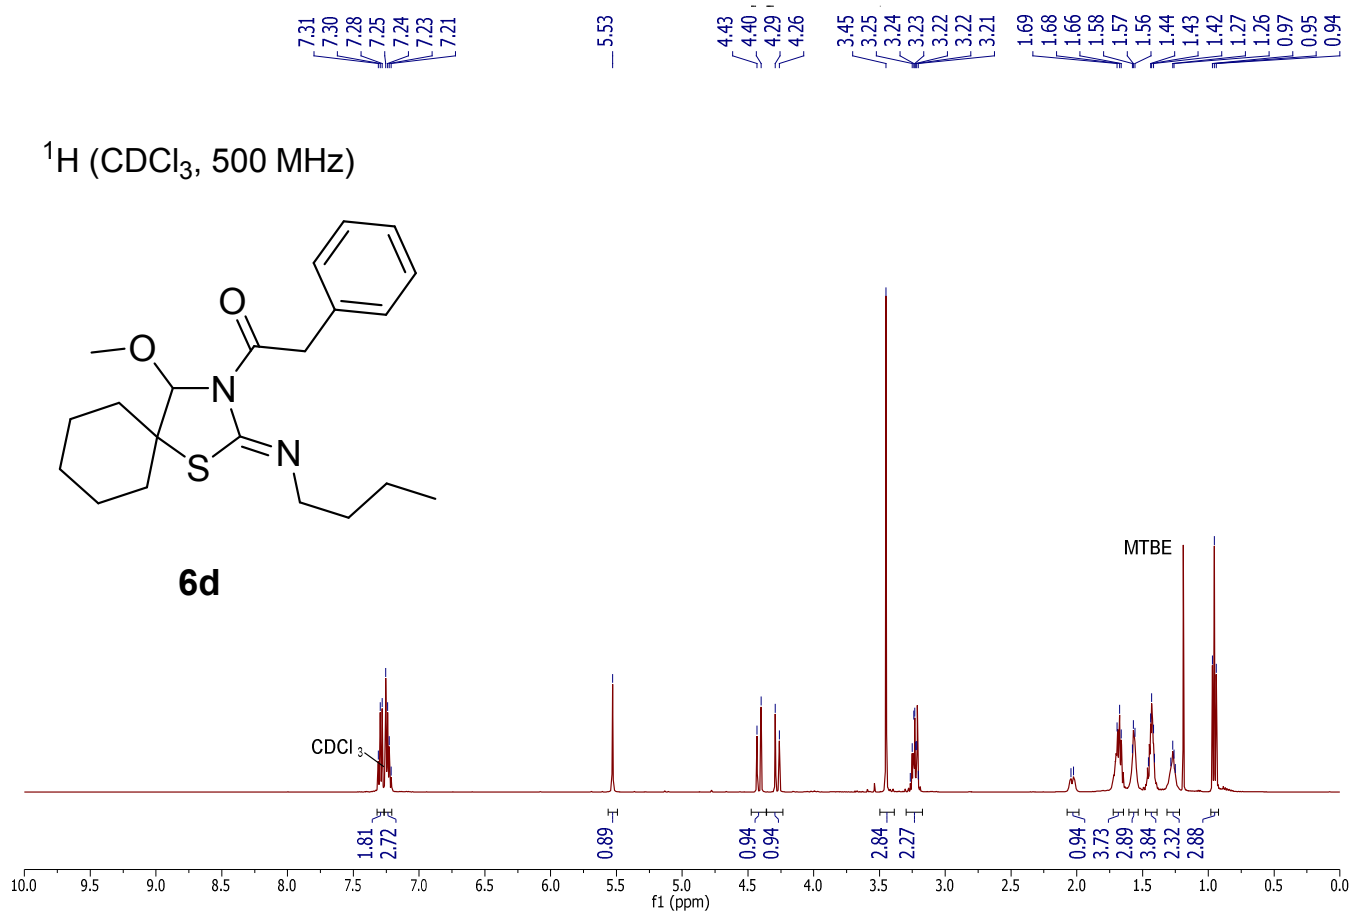 7.31 7.30 7.28 7.25 7.24 7.23 7.21 5.53 4.43 4.40 4.29 4.26 3.45 3.25 3.24 3.23 3.22 3.22 3.21 1.69 1.68 1.66 1.58 1.57 1.56 1.44 1.43 1.42 1.27 1.26 0.97 0.95 0.94
¹H (CDCl₃, 500 MHz)
O
O
N
S
N
MTBE
6d
CDCl₃
1.81 2.72 0.89 0.94 0.94 2.84 2.27 0.94 3.73 2.89 3.84 2.32 2.88
10.0 9.5 9.0 8.5 8.0 7.5 7.0 6.5 6.0 5.5 5.0 4.5 4.0 3.5 3.0 2.5 2.0 1.5 1.0 0.5 0.0
f1 (ppm)